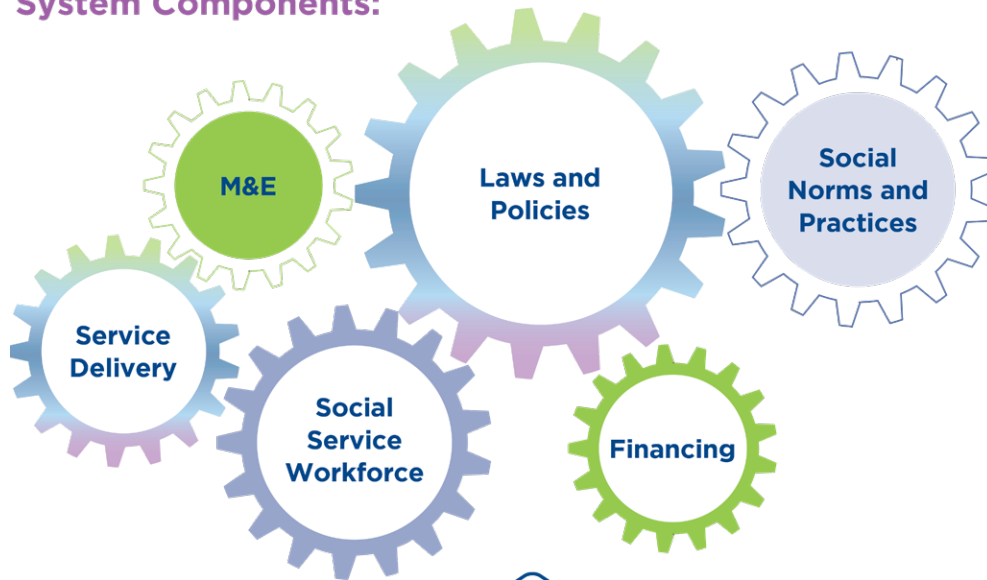 System Components:
M&E
Laws and
Policies
Social
Norms and
Practices
Service
Delivery
Social
Service
Workforce
Financing